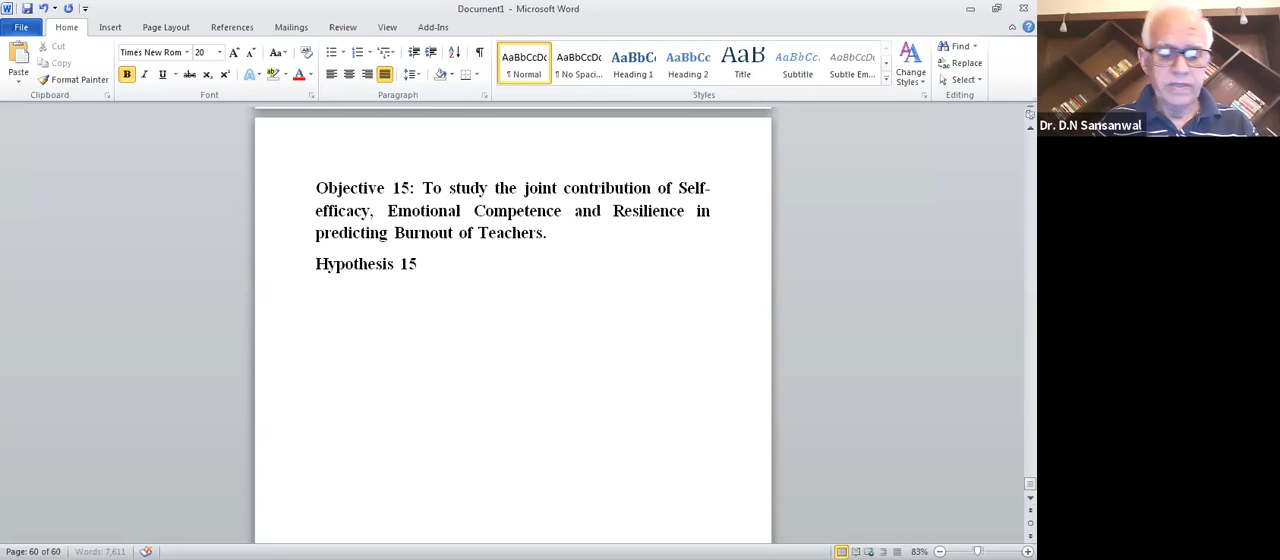 Document1 - Microsoft Word
File Home Insert Page Layout References Mailings Review View Add-Ins
Cut
Copy
Format Painter
Paste
Clipboard
Times New Rom 20
Font
Paragraph
AaBbCcDc AaBbCcDc AaBbCc AaBbCc AaB AaBbCc. AaBbCcDc
¶ Normal ¶ No Spaci... Heading 1 Heading 2 Title Subtitle Subtle Em...
Styles
Change
Styles
Find
Replace
Select
Editing
Dr. D.N Sansanwal
Objective 15: To study the joint contribution of Self-
efficacy, Emotional Competence and Resilience in
predicting Burnout of Teachers.
Hypothesis 15
Page: 60 of 60 Words: 7,611
83%